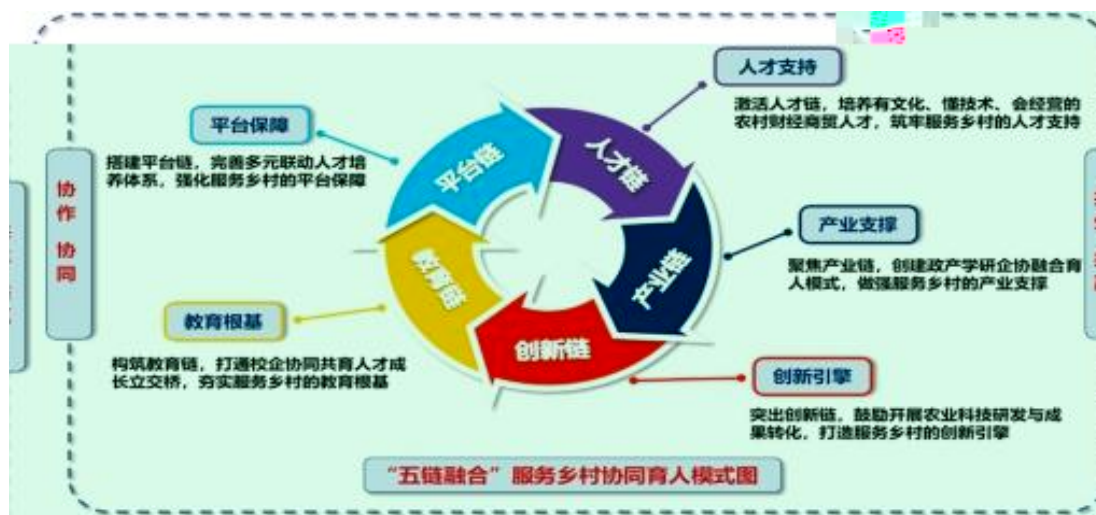 人才支持
激活人才链，培养有文化、懂技术、会经营的
农村财经商贸人才，筑牢服务乡村的人才支持
平台保障
搭建平台链，完善多元联动人才培
养体系，强化服务乡村的平台保障
协作 协同
平台链
人才链
产业链
创新链
教育链
产业支撑
聚焦产业链，创建政产学研企协融合育
人模式，做强服务乡村的产业支撑
教育根基
构筑教育链，打通校企协同共育人才成
长立交桥，夯实服务乡村的教育根基
创新引擎
突出创新链，鼓励开展农业科技研发与成
果转化，打造服务乡村的创新引擎
“五链融合”服务乡村协同育人模式图